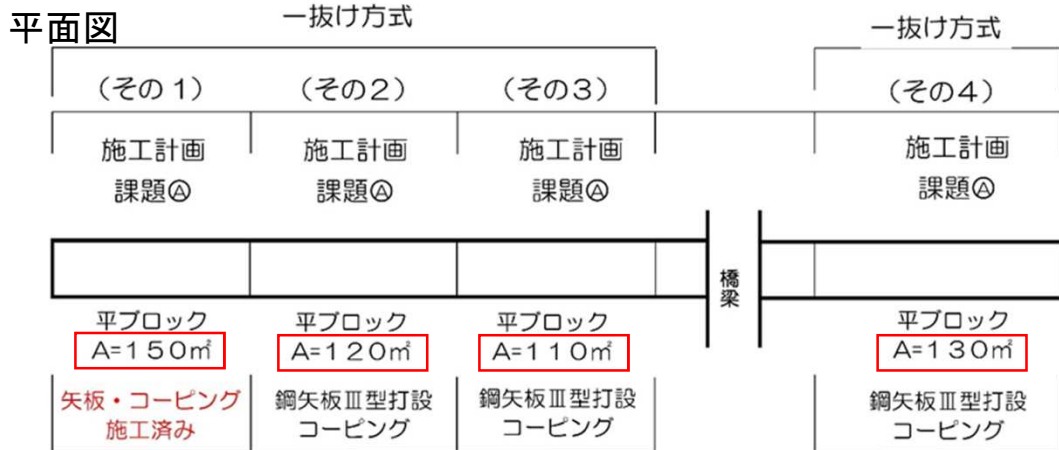 平面図
一抜け方式
一抜け方式
(その1)
(その2)
(その3)
(その4)
施工計画
課題Ⓐ
施工計画
課題Ⓐ
施工計画
課題Ⓐ
施工計画
課題Ⓐ
橋梁
平ブロック
A=150㎡
平ブロック
A=120㎡
平ブロック
A=110㎡
平ブロック
A=130㎡
矢板・コーピング
施工済み
鋼矢板Ⅲ型打設
コーピング
鋼矢板Ⅲ型打設
コーピング
鋼矢板Ⅲ型打設
コーピング